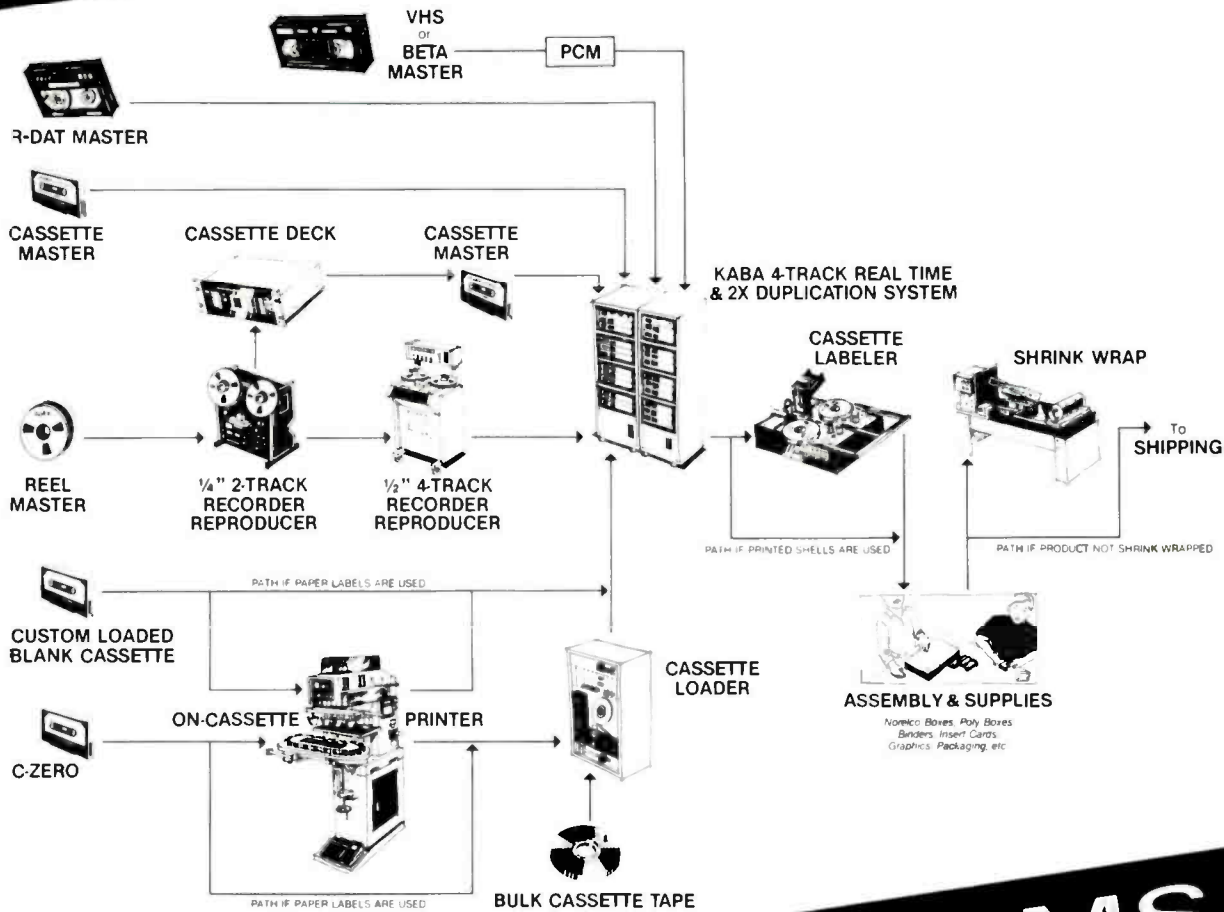 VHS
or
BETA
MASTER
PCM
R-DAT MASTER
CASSETTE
MASTER
CASSETTE DECK
CASSETTE
MASTER
KABA 4-TRACK REAL TIME
& 2X DUPLICATION SYSTEM
CASSETTE
LABELER
SHRINK WRAP
To
SHIPPING
REEL
MASTER
¼" 2-TRACK
RECORDER
REPRODUCER
½" 4-TRACK
RECORDER
REPRODUCER
PATH IF PRINTED SHELLS ARE USED
PATH IF PRODUCT NOT SHRINK WRAPPED
PATH IF PAPER LABELS ARE USED
CUSTOM LOADED
BLANK CASSETTE
CASSETTE
LOADER
ASSEMBLY & SUPPLIES
Norelco Boxes, Poly Boxes
Binders, Insert Cards
Graphics, Packaging, etc
ON-CASSETTE PRINTER
C-ZERO
PATH IF PAPER LABELS ARE USED
BULK CASSETTE TAPE